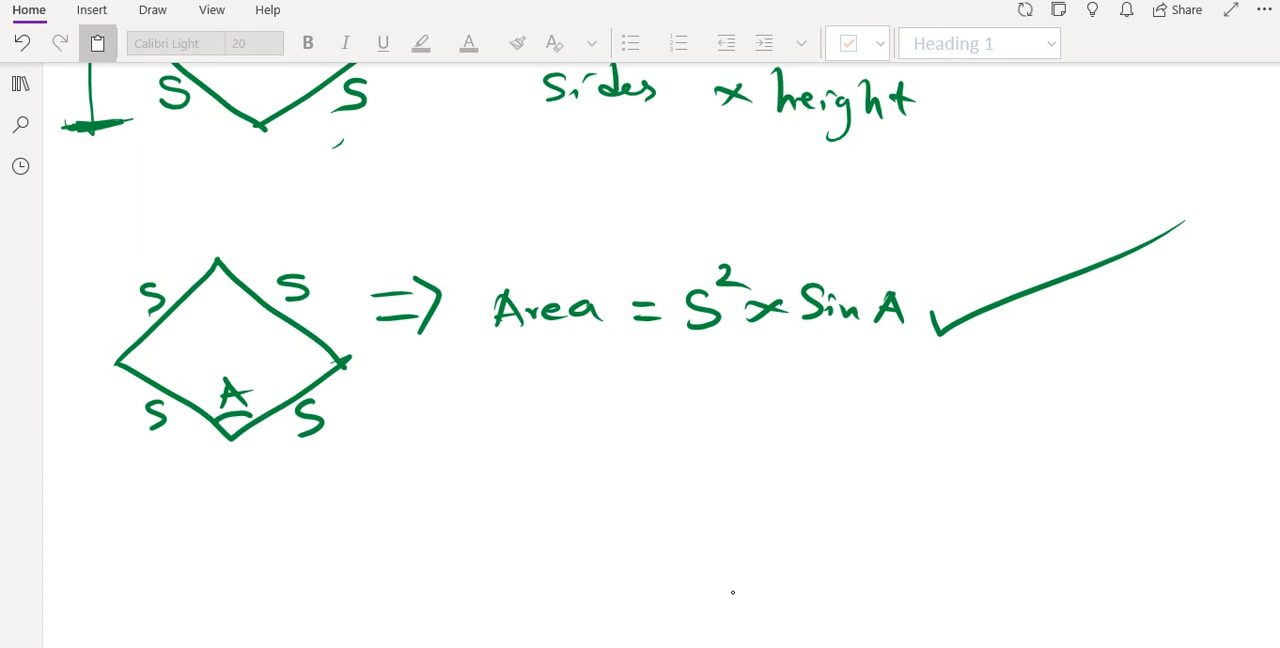 Home Insert Draw View Help Share
Calibri Light 20 B I U A A Heading 1
S S sides x height
S S => Area = S² x Sin A
A
S S